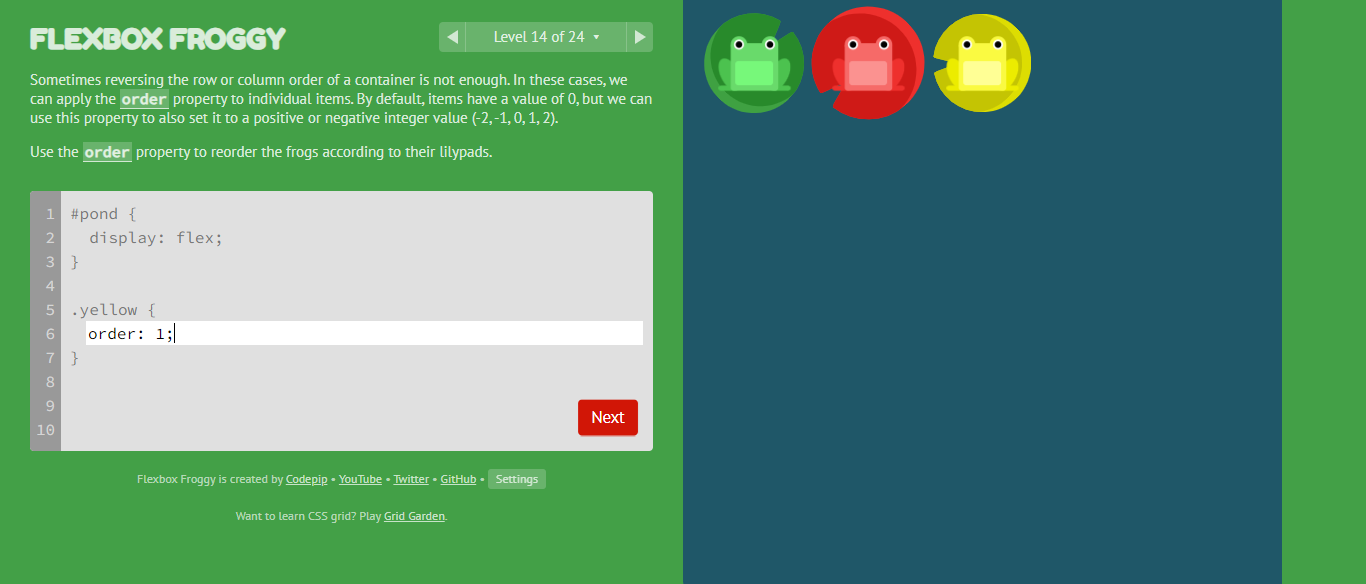 FLEXBOX FROGGY
Level 14 of 24
Sometimes reversing the row or column order of a container is not enough. In these cases, we
can apply the order property to individual items. By default, items have a value of 0, but we can
use this property to also set it to a positive or negative integer value (-2, -1, 0, 1, 2).
Use the order property to reorder the frogs according to their lilypads.
1 #pond {
2   display: flex;
3 }
4
5 .yellow {
6   order: 1;
7 }
8
9
10
Next
Flexbox Froggy is created by Codepip • YouTube • Twitter • GitHub • Settings
Want to learn CSS grid? Play Grid Garden.